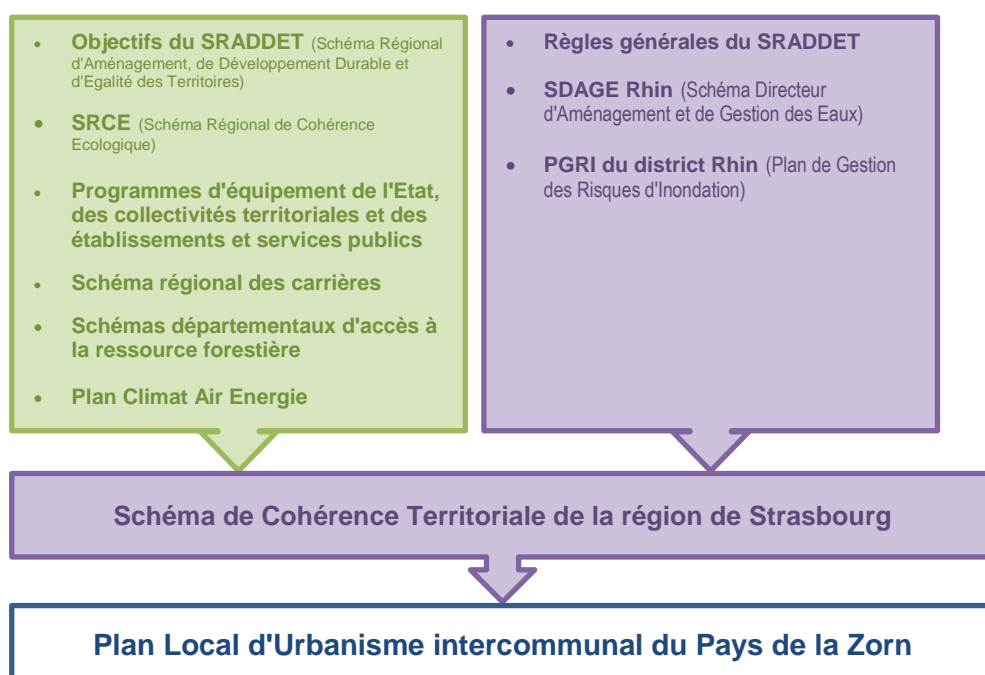 • Objectifs du SRADDET (Schéma Régional
d'Aménagement, de Développement Durable et
d'Egalité des Territoires)
• SRCE (Schéma Régional de Cohérence
Ecologique)
• Programmes d'équipement de l'Etat,
des collectivités territoriales et des
établissements et services publics
• Schéma régional des carrières
• Schémas départementaux d'accès à
la ressource forestière
• Plan Climat Air Energie
• Règles générales du SRADDET
• SDAGE Rhin (Schéma Directeur
d'Aménagement et de Gestion des Eaux)
• PGRI du district Rhin (Plan de Gestion
des Risques d'Inondation)
Schéma de Cohérence Territoriale de la région de Strasbourg
Plan Local d'Urbanisme intercommunal du Pays de la Zorn